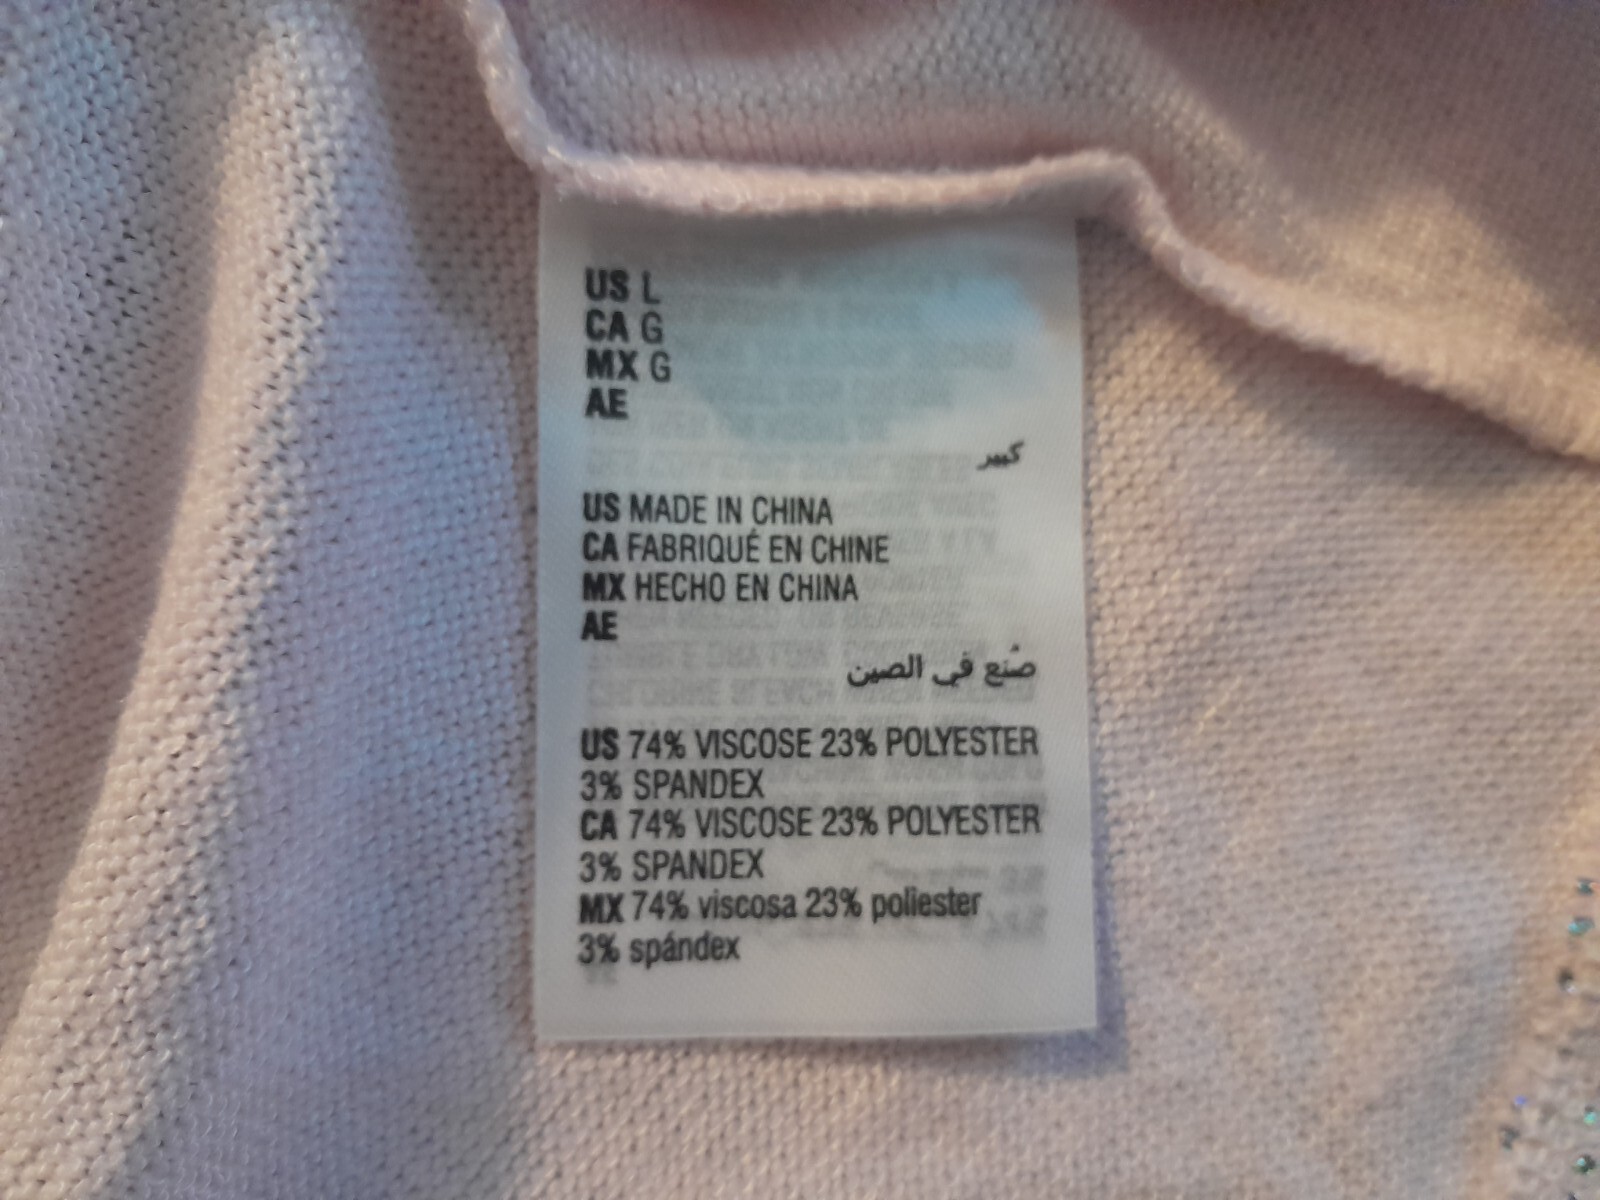 US L
CA G
MX G
AE
كبير
US MADE IN CHINA
CA FABRIQUÉ EN CHINE
MX HECHO EN CHINA
AE
صُنع في الصين
US 74% VISCOSE 23% POLYESTER
3% SPANDEX
CA 74% VISCOSE 23% POLYESTER
3% SPANDEX
MX 74% viscosa 23% poliester
3% spándex